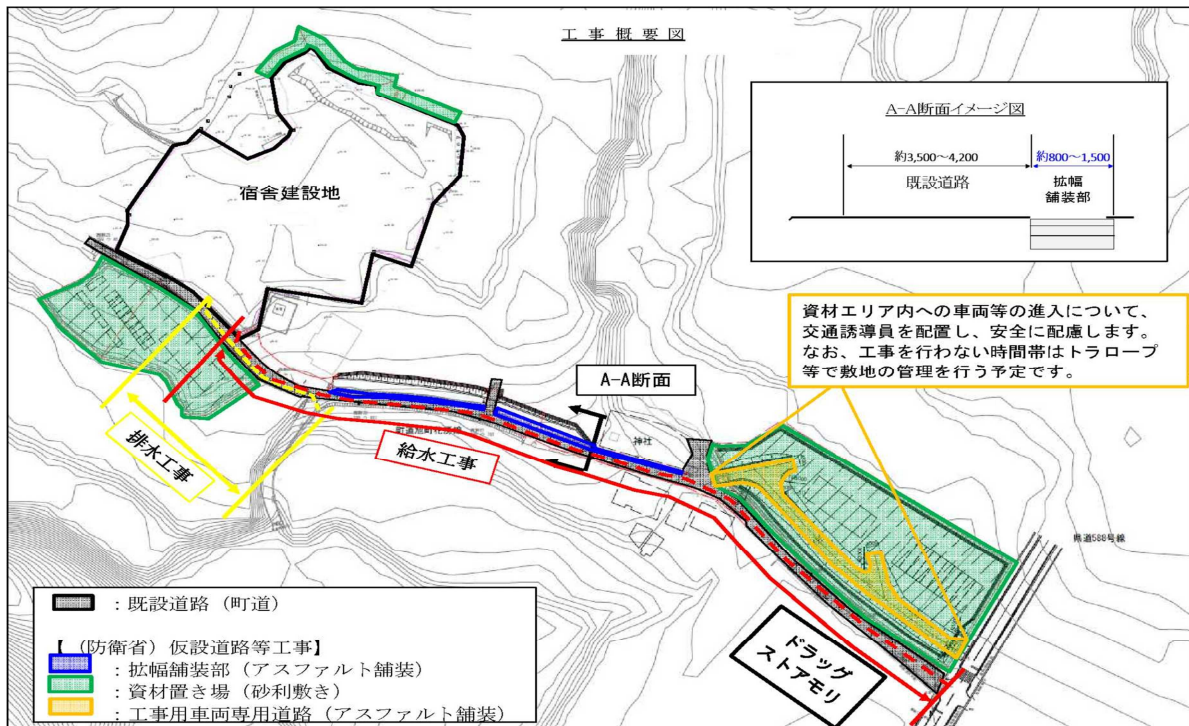 工事概要図
A-A断面イメージ図
約3,500～4,200
約800～1,500
既設道路
拡幅
舗装部
宿舎建設地
資材エリア内への車両等の進入について、
交通誘導員を配置し、安全に配慮します。
なお、工事を行わない時間帯はトラロープ
等で敷地の管理を行う予定です。
A-A断面
神社
排水工事
給水工事
県道588号線
ドラッグ
ストアモリ
：既設道路（町道）
【（防衛省）仮設道路等工事】
：拡幅舗装部（アスファルト舗装）
：資材置き場（砂利敷き）
：工事用車両専用道路（アスファルト舗装）